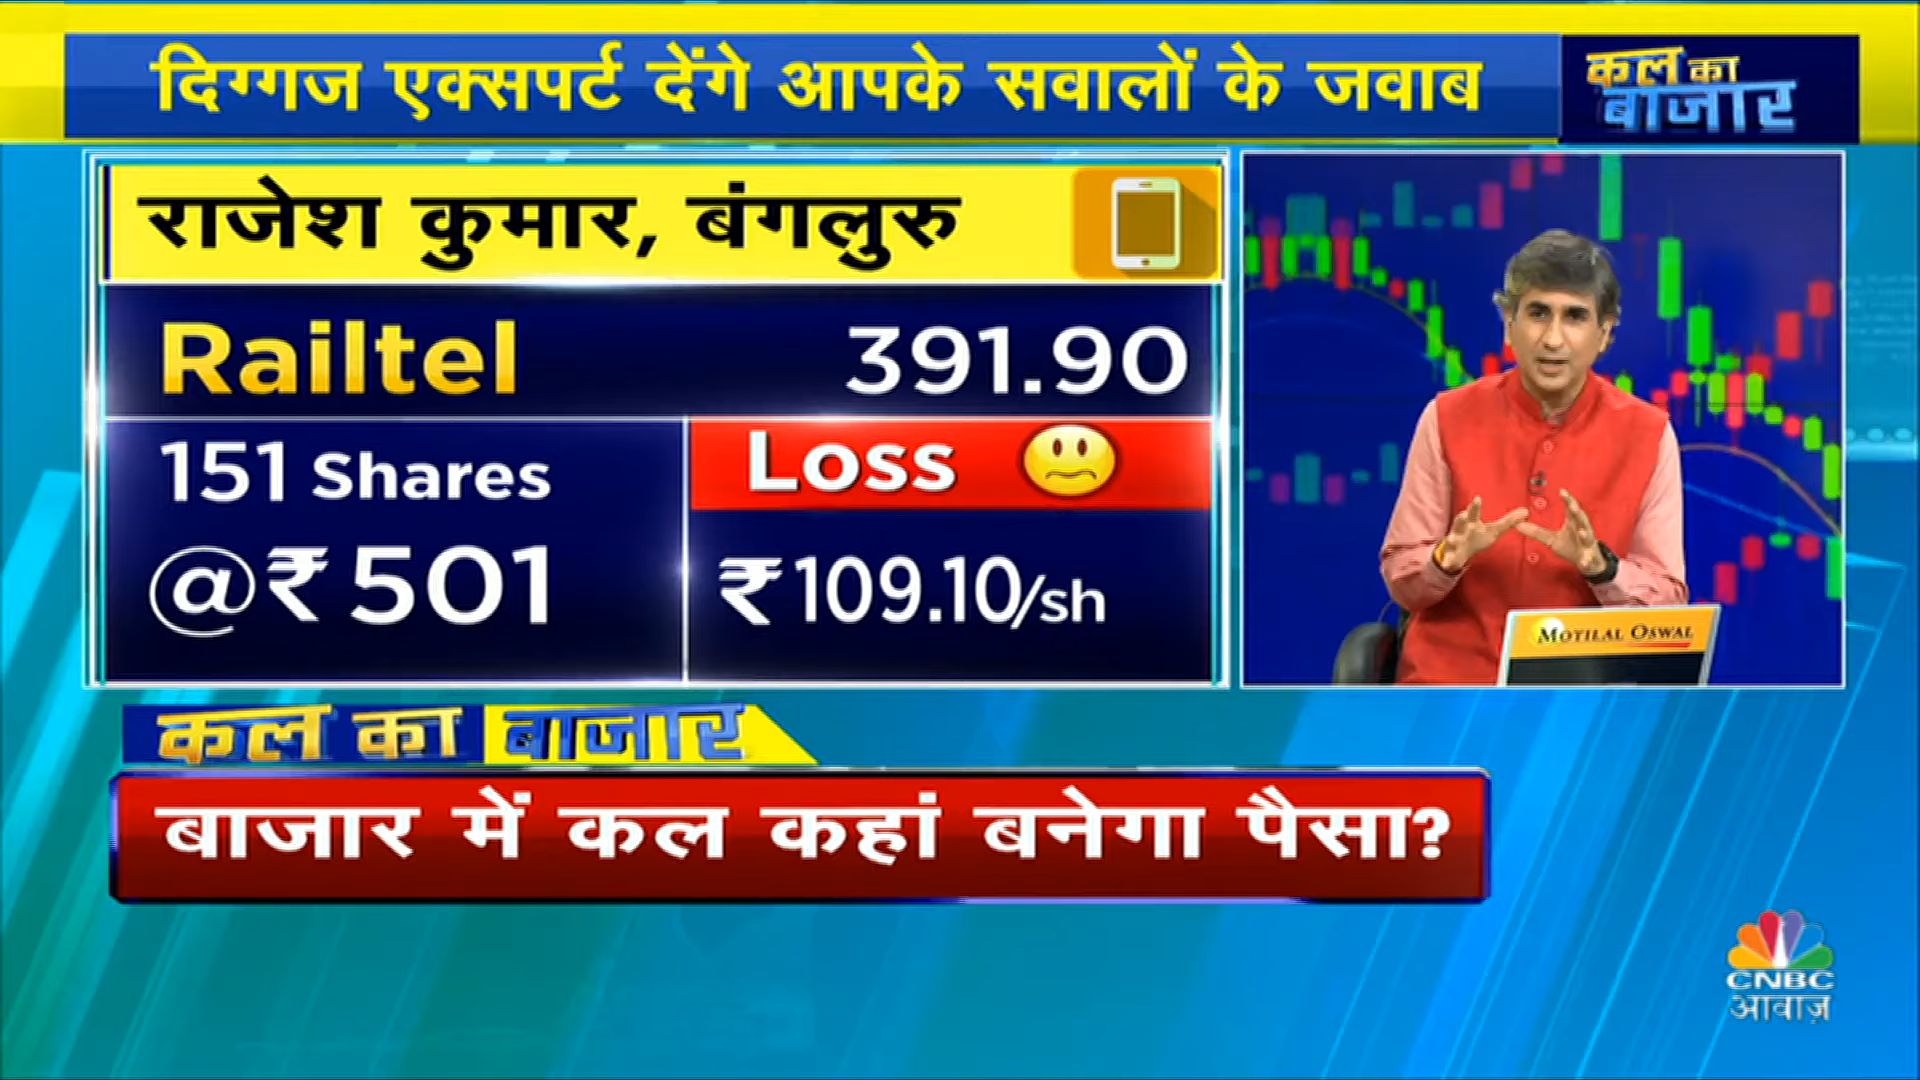 दिग्गज एक्सपर्ट देंगे आपके सवालों के जवाब
कल का
बाजार
राजेश कुमार, बंगलुरु
Railtel 391.90
151 Shares
@₹501
Loss
₹109.10/sh
MOTILAL OSWAL
कल का बाजार
बाजार में कल कहां बनेगा पैसा?
CNBC
आवाज़